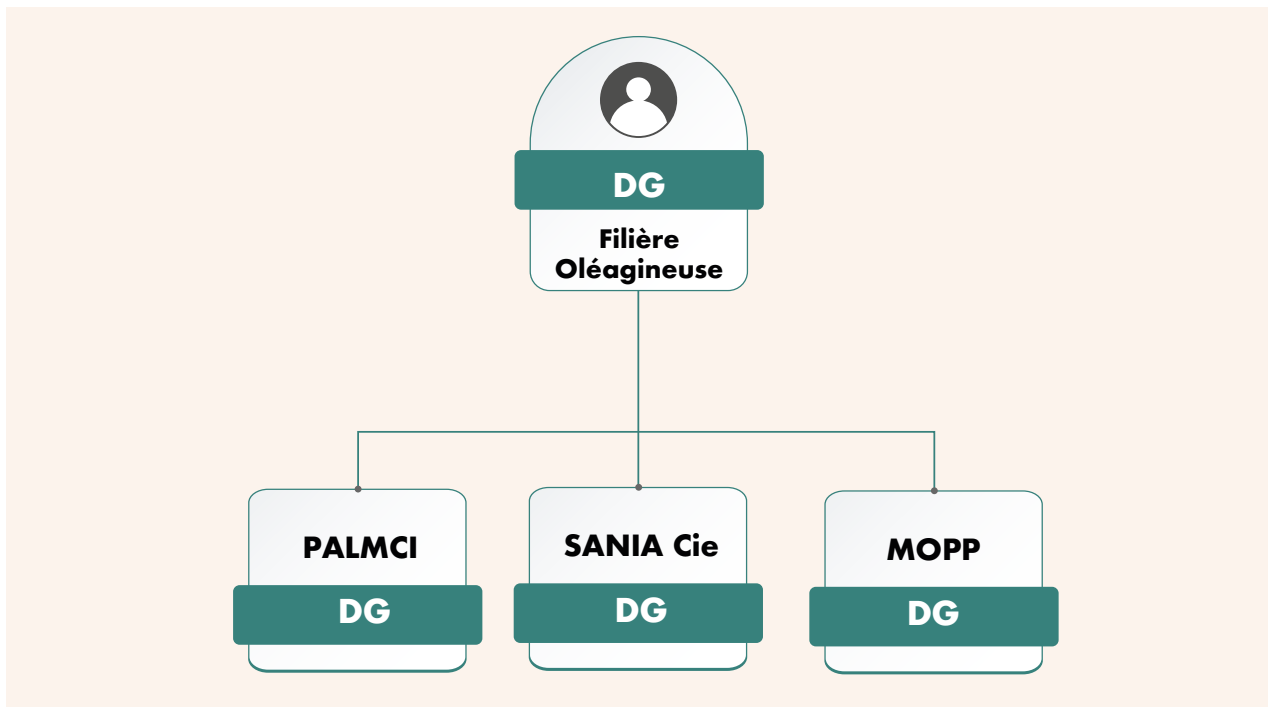 DG
Filière
Oléagineuse
PALMCI
DG
SANIA Cie
DG
MOPP
DG